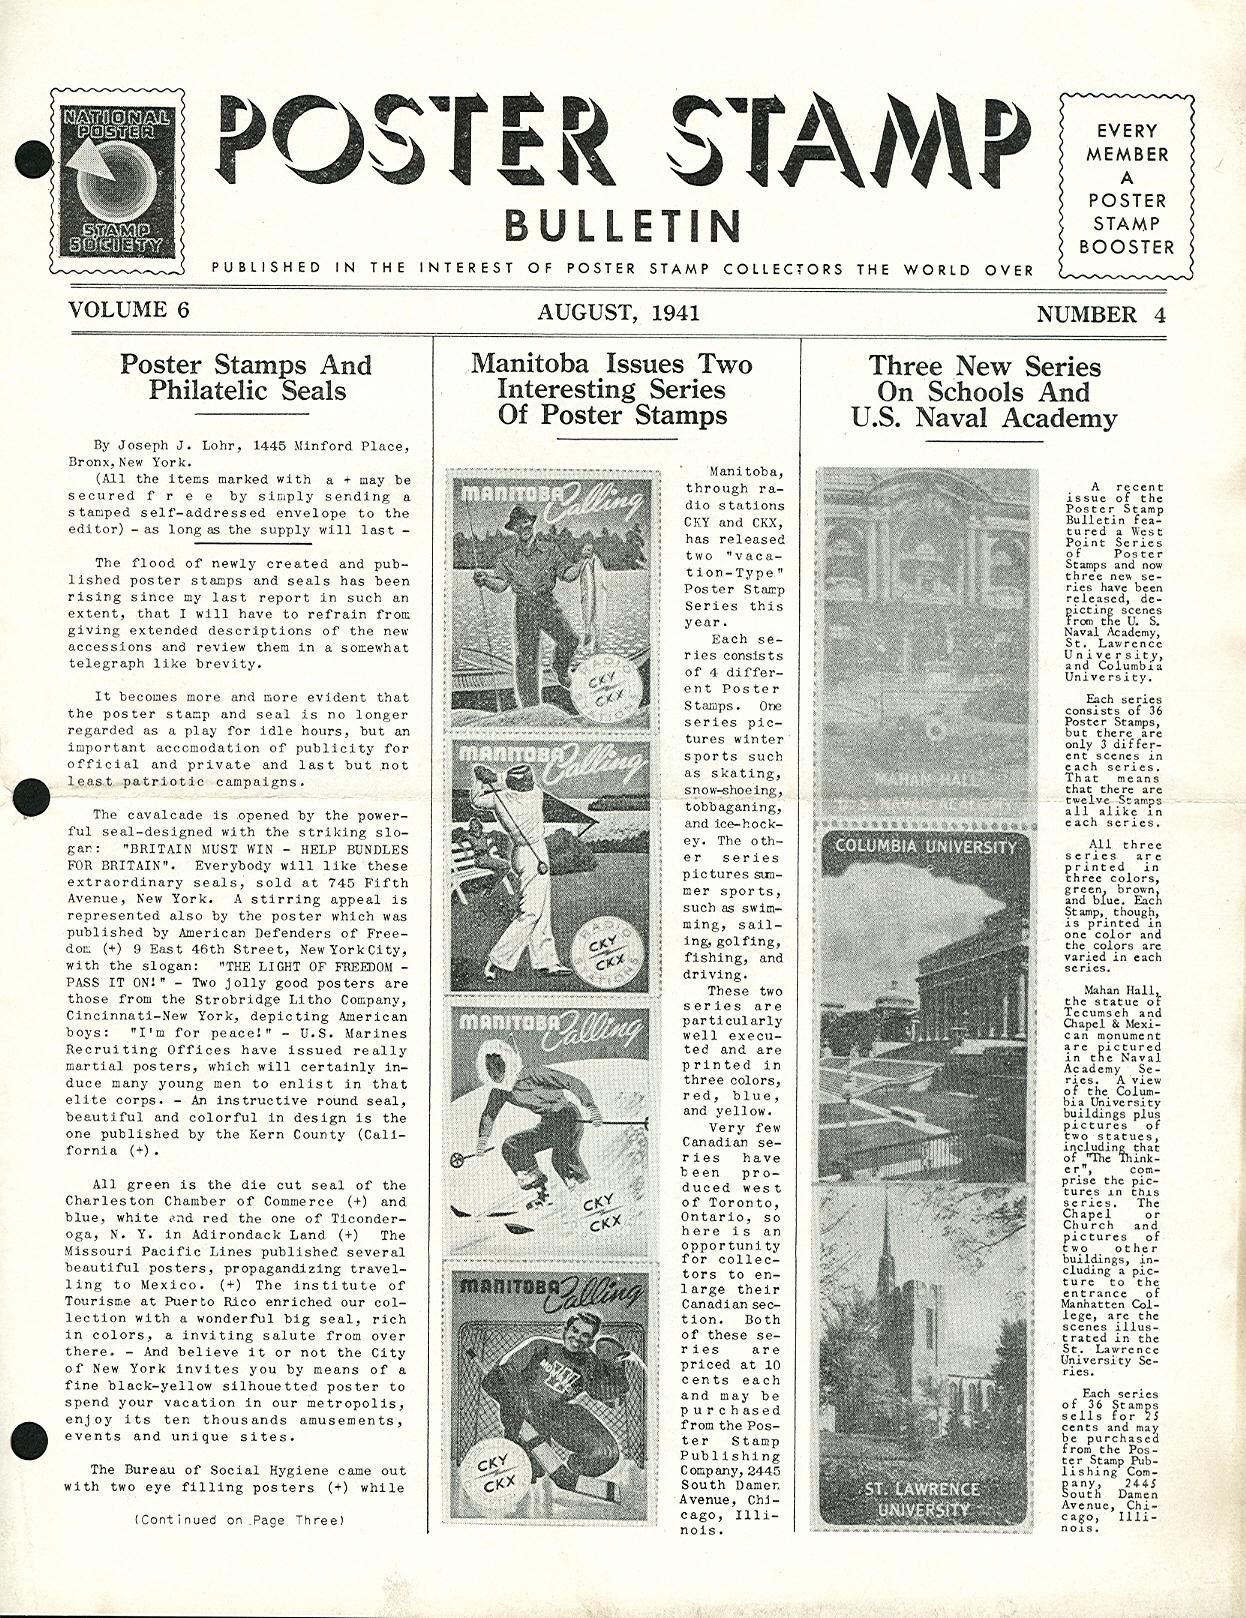 NATIONAL
POSTER
STAMP
SOCIETY
POSTER STAMP
BULLETIN
PUBLISHED IN THE INTEREST OF POSTER STAMP COLLECTORS THE WORLD OVER
EVERY
MEMBER
A
POSTER
STAMP
BOOSTER
VOLUME 6
AUGUST, 1941
NUMBER 4
Poster Stamps And
Philatelic Seals
By Joseph J. Lohr, 1445 Minford Place,
Bronx, New York.
(All the items marked with a + may be
secured f r e e by simply sending a
stamped self-addressed envelope to the
editor) - as long as the supply will last -
The flood of newly created and pub-
lished poster stamps and seals has been
rising since my last report in such an
extent, that I will have to refrain from
giving extended descriptions of the new
accessions and review them in a somewhat
telegraph like brevity.
It becomes more and more evident that
the poster stamp and seal is no longer
regarded as a play for idle hours, but an
important accomodation of publicity for
official and private and last but not
least patriotic campaigns.
The cavalcade is opened by the power-
ful seal-designed with the striking slo-
gan: "BRITAIN MUST WIN - HELP BUNDLES
FOR BRITAIN". Everybody will like these
extraordinary seals, sold at 745 Fifth
Avenue, New York. A stirring appeal is
represented also by the poster which was
published by American Defenders of Free-
dom (+) 9 East 46th Street, New York City,
with the slogan: "THE LIGHT OF FREEDOM -
PASS IT ON!" - Two jolly good posters are
those from the Strobridge Litho Company,
Cincinnati-New York, depicting American
boys: "I'm for peace!" - U.S. Marines
Recruiting Offices have issued really
martial posters, which will certainly in-
duce many young men to enlist in that
elite corps. - An instructive round seal,
beautiful and colorful in design is the
one published by the Kern County (Cali-
fornia (+).
All green is the die cut seal of the
Charleston Chamber of Commerce (+) and
blue, white and red the one of Ticonder-
oga, N. Y. in Adirondack Land (+) The
Missouri Pacific Lines published several
beautiful posters, propagandizing travel-
ling to Mexico. (+) The institute of
Tourisme at Puerto Rico enriched our col-
lection with a wonderful big seal, rich
in colors, a inviting salute from over
there. - And believe it or not the City
of New York invites you by means of a
fine black-yellow silhouetted poster to
spend your vacation in our metropolis,
enjoy its ten thousands amusements,
events and unique sites.
The Bureau of Social Hygiene came out
with two eye filling posters (+) while
(Continued on Page Three)
Manitoba Issues Two
Interesting Series
Of Poster Stamps
MANITOBA Calling
RADIO
CKY
CKX
STATIONS
MANITOBA Calling
RADIO
CKY
CKX
STATIONS
MANITOBA Calling
CKY
CKX
MANITOBA Calling
CKY
CKX
Manitoba,
through ra-
dio stations
CKY and CKX,
has released
two "vaca-
tion-Type"
Poster Stamp
Series this
year.
Each se-
ries consists
of 4 differ-
ent Poster
Stamps. One
series pic-
tures winter
sports such
as skating,
snow-shoeing,
tobbaganing,
and ice-hock-
ey. The oth-
er series
pictures sum-
mer sports,
such as swim-
ming, sail-
ing, golfing,
fishing, and
driving.
These two
series are
particularly
well execu-
ted and are
printed in
three colors,
red, blue,
and yellow.
Very few
Canadian se-
ries have
been pro-
duced west
of Toronto,
Ontario, so
here is an
opportunity
for collec-
tors to en-
large their
Canadian sec-
tion. Both
of these se-
ries are
priced at 10
cents each
and may be
purchased
from the Pos-
ter Stamp
Publishing
Company, 2445
South Damen
Avenue, Chi-
cago, Illi-
nois.
Three New Series
On Schools And
U.S. Naval Academy
MAHAN HALL
U. S. NAVAL ACADEMY
COLUMBIA UNIVERSITY
ST. LAWRENCE
UNIVERSITY
A recent
issue of the
Poster Stamp
Bulletin fea-
tured a West
Point Series
of Poster
Stamps and now
three new se-
ries have been
released, de-
picting scenes
from the U. S.
Naval Academy,
St. Lawrence
University,
and Columbia
University.
Each series
consists of 36
Poster Stamps,
but there are
only 3 differ-
ent scenes in
each series.
That means
that there are
twelve Stamps
all alike in
each series.
All three
series are
printed in
three colors,
green, brown,
and blue. Each
Stamp, though,
is printed in
one color and
the colors are
varied in each
series.
Mahan Hall,
the statue of
Tecumseh and
Chapel & Mexi-
can monument
are pictured
in the Naval
Academy Se-
ries. A view
of the Colum-
bia University
buildings plus
pictures of
two statues,
including that
of "The Think-
er", com-
prise the pic-
tures in this
series. The
Chapel or
Church and
pictures of
two other
buildings, in-
cluding a pic-
ture to the
entrance of
Manhatten Col-
lege, are the
scenes illus-
trated in the
St. Lawrence
University Se-
ries.
Each series
of 36 Stamps
sells for 25
cents and may
be purchased
from the Pos-
ter Stamp Pub-
lishing Com-
pany, 2445
South Damen
Avenue, Chi-
cago, Illi-
nois.